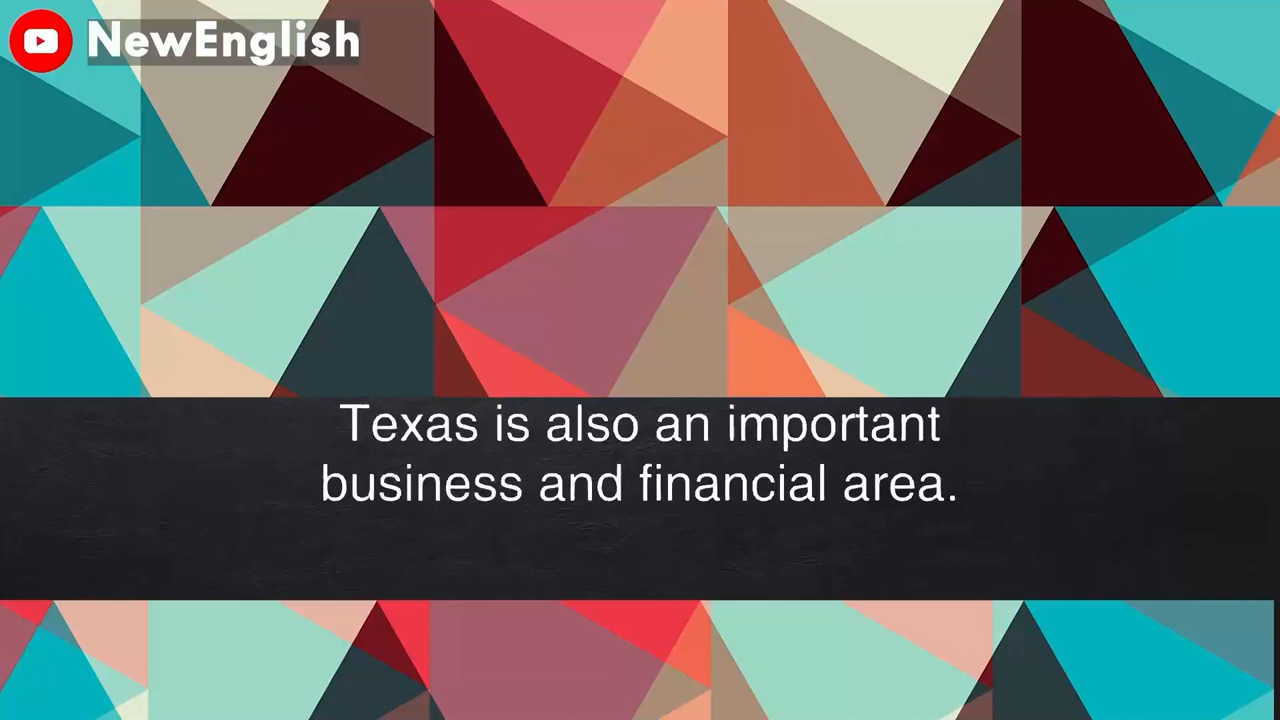 NewEnglish
Texas is also an important
business and financial area.